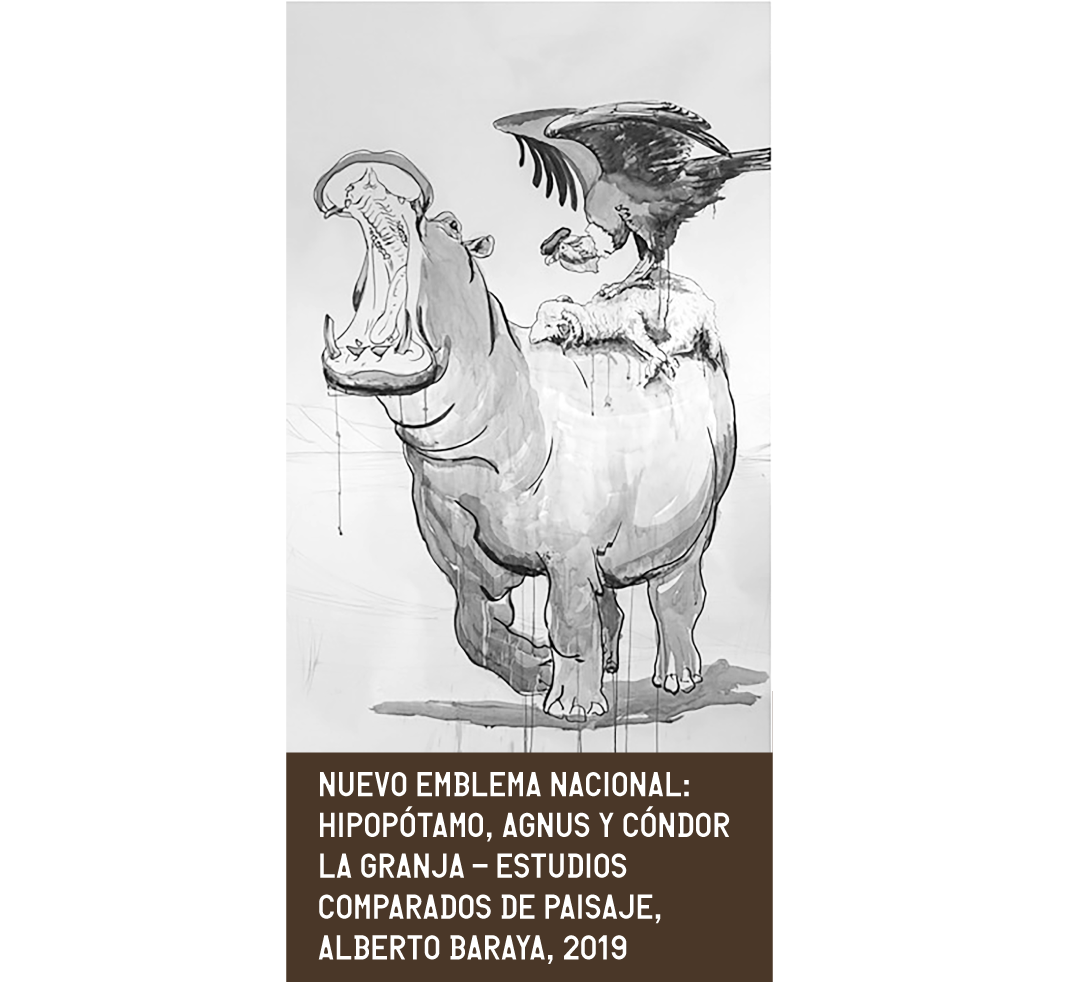 NUEVO EMBLEMA NACIONAL:
HIPOPÓTAMO, AGNUS Y CÓNDOR
LA GRANJA – ESTUDIOS
COMPARADOS DE PAISAJE,
ALBERTO BARAYA, 2019